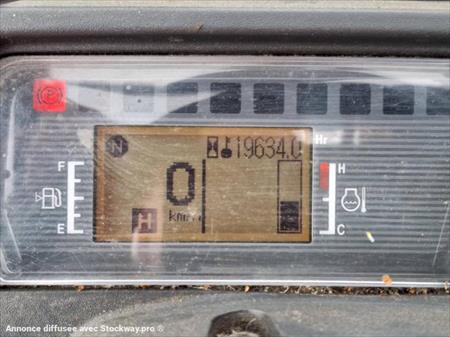 P
N
19634.0 Hr
F
H
0
km/h
H
E
C
Annonce diffusée avec Stockway.pro ®